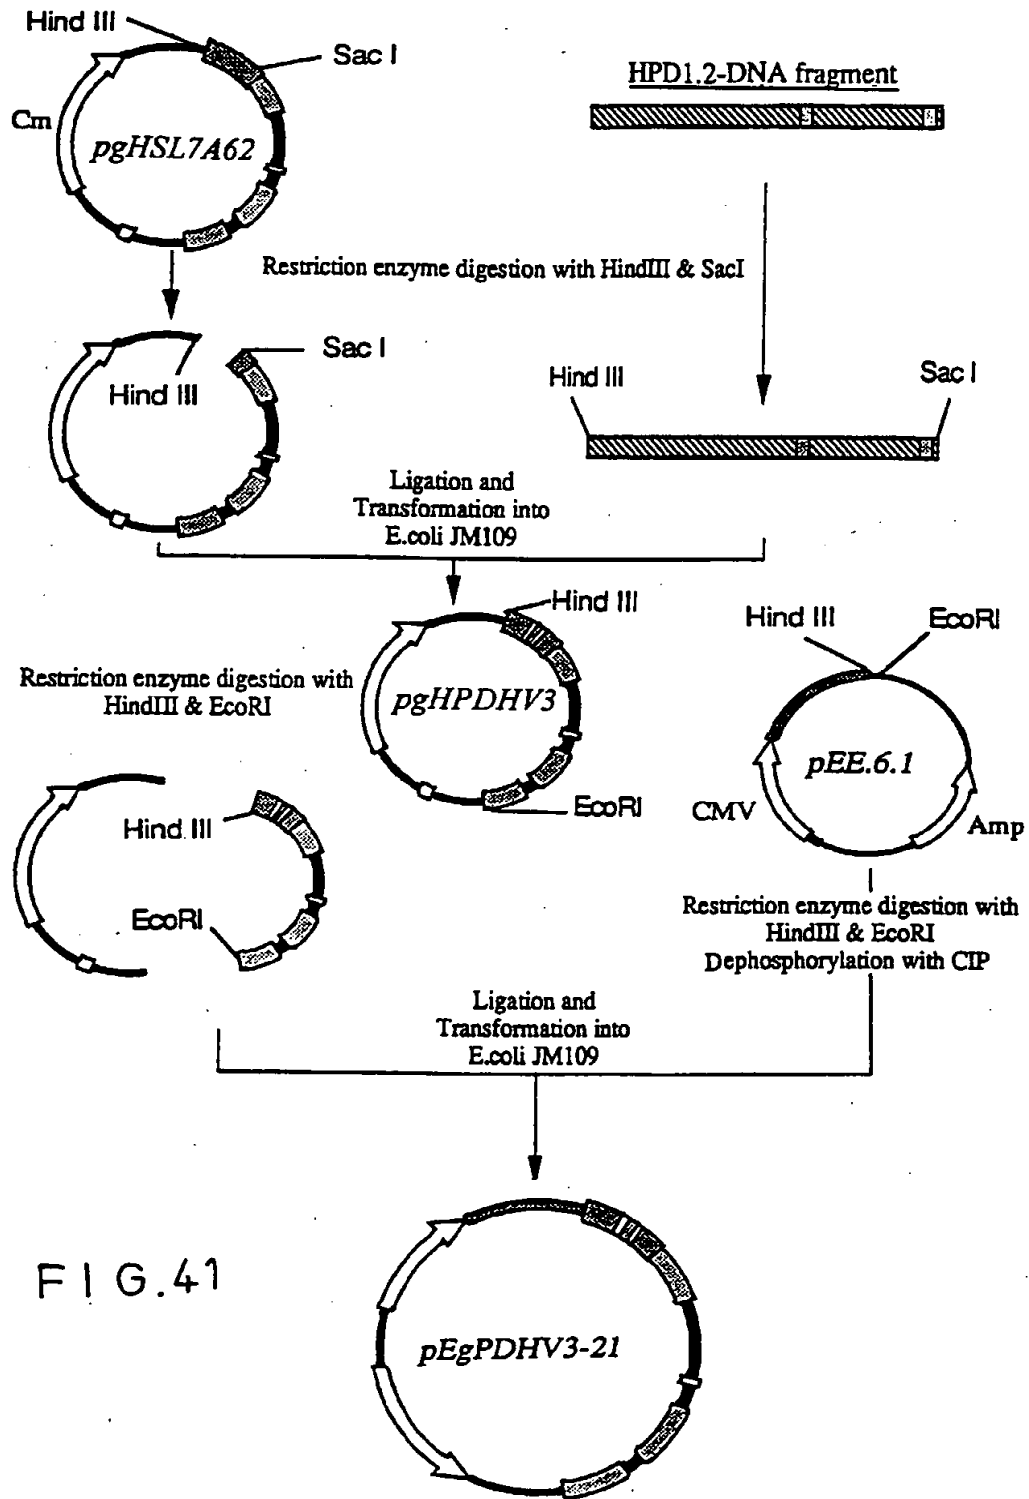 Hind III
Sac I
HPD1.2-DNA fragment
Cm
pgHSL7A62
Restriction enzyme digestion with HindIII & SacI
Sac I
Hind III
Hind III
Sac I
Ligation and
Transformation into
E.coli JM109
Hind III
Hind III
EcoRI
Restriction enzyme digestion with
HindIII & EcoRI
pgHPDHV3
pEE.6.1
EcoRI
CMV
Amp
Hind III
EcoRI
Restriction enzyme digestion with
HindIII & EcoRI
Dephosphorylation with CIP
Ligation and
Transformation into
E.coli JM109
FIG.41
pEgPDHV3-21